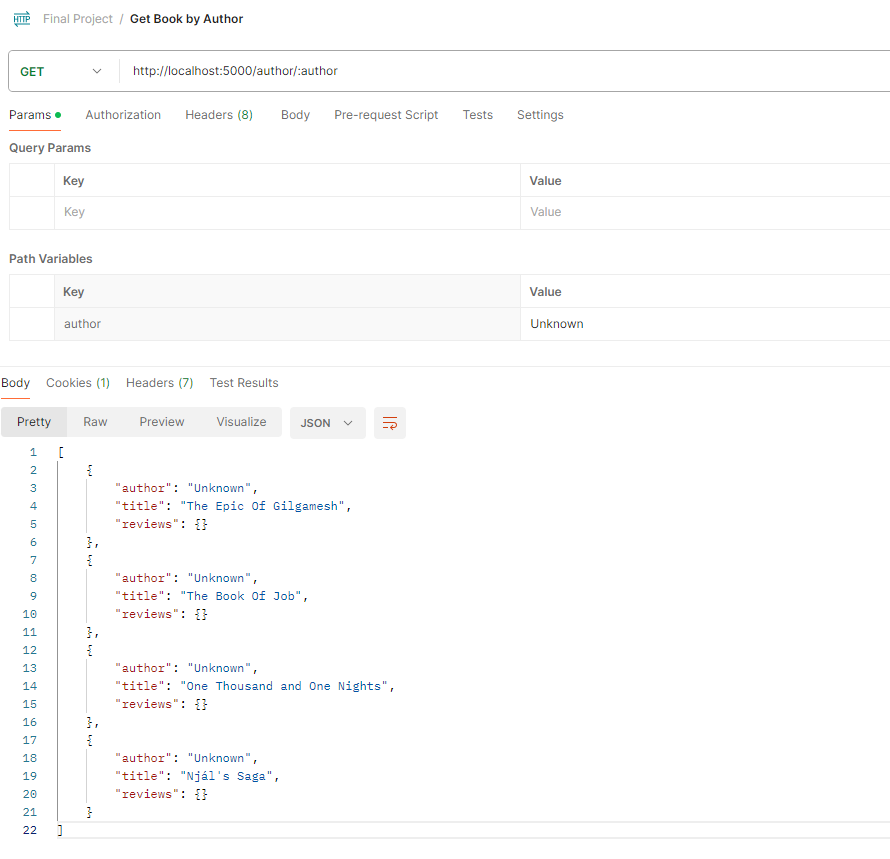 HTTP Final Project / Get Book by Author
GET http://localhost:5000/author/:author
Params Authorization Headers (8) Body Pre-request Script Tests Settings
Query Params
Key Value
Key Value
Path Variables
Key Value
author Unknown
Body Cookies (1) Headers (7) Test Results
Pretty Raw Preview Visualize JSON
1 [
2 {
3 "author": "Unknown",
4 "title": "The Epic Of Gilgamesh",
5 "reviews": {}
6 },
7 {
8 "author": "Unknown",
9 "title": "The Book Of Job",
10 "reviews": {}
11 },
12 {
13 "author": "Unknown",
14 "title": "One Thousand and One Nights",
15 "reviews": {}
16 },
17 {
18 "author": "Unknown",
19 "title": "Njál's Saga",
20 "reviews": {}
21 }
22 ]